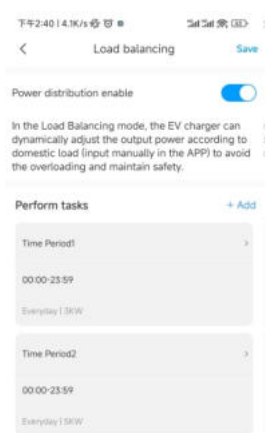 下午2:40 | 4.1K/s
Load balancing
Save
Power distribution enable
In the Load Balancing mode, the EV charger can
dynamically adjust the output power according to
domestic load (input manually in the APP) to avoid
the overloading and maintain safety.
Perform tasks
+ Add
Time Period1
00:00-23:59
Everyday | 3KW
Time Period2
00:00-23:59
Everyday |